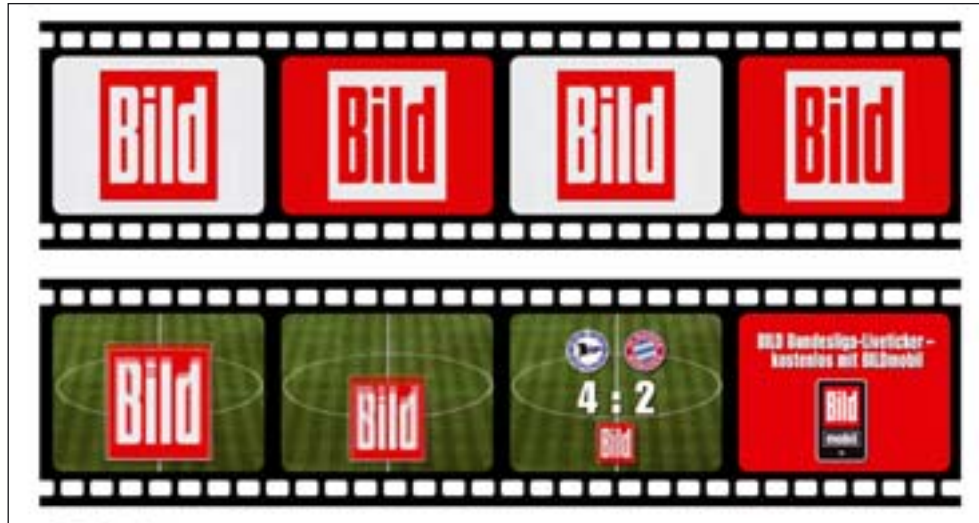 Bild
Bild
Bild
Bild
Bild
Bild
4 : 2
Bild
BILD Bundesliga-Liveticker –
kostenlos mit BILDmobil
Bild
mobil